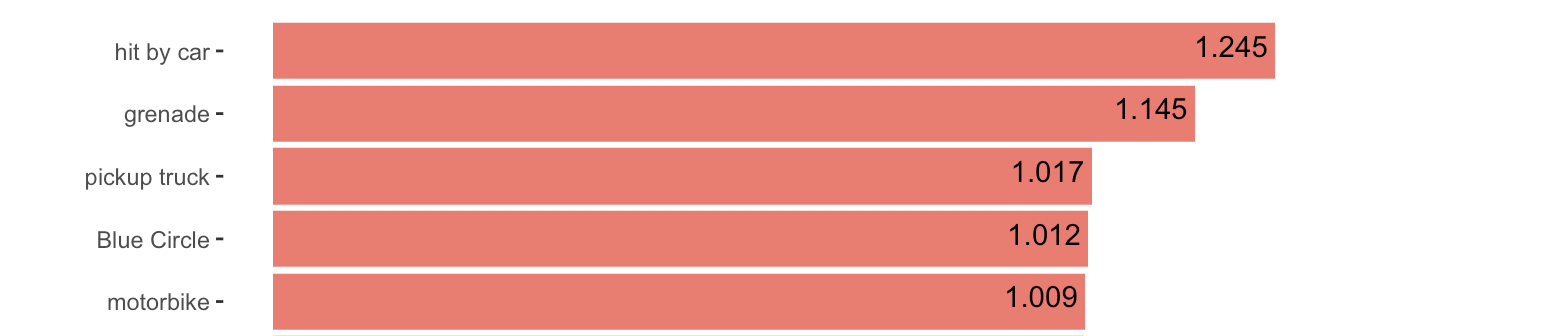 hit by car 1.245
grenade 1.145
pickup truck 1.017
Blue Circle 1.012
motorbike 1.009